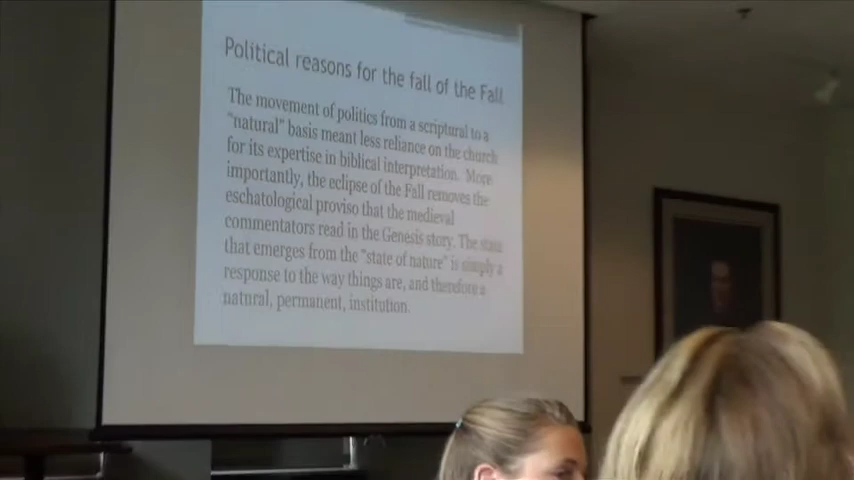 Political reasons for the fall of the Fall
The movement of politics from a scriptural to a
"natural" basis meant less reliance on the church
for its expertise in biblical interpretation. More
importantly, the eclipse of the Fall removes the
eschatological proviso that the medieval
commentators read in the Genesis story. The state
that emerges from the "state of nature" is simply a
response to the way things are, and therefore a
natural, permanent, institution.